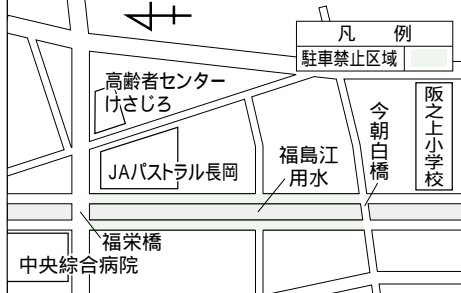 凡 例
駐車禁止区域
高齢者センター
けさじろ
JAパストラル長岡
福島江
用水
今朝白橋
阪之上小学校
福栄橋
中央綜合病院